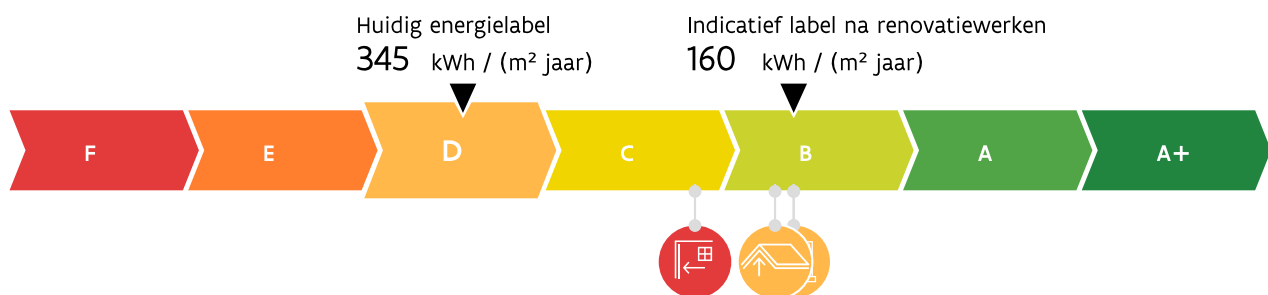 Huidig energielabel
345 kWh / (m² jaar)
Indicatief label na renovatiewerken
160 kWh / (m² jaar)
F E D C B A A+